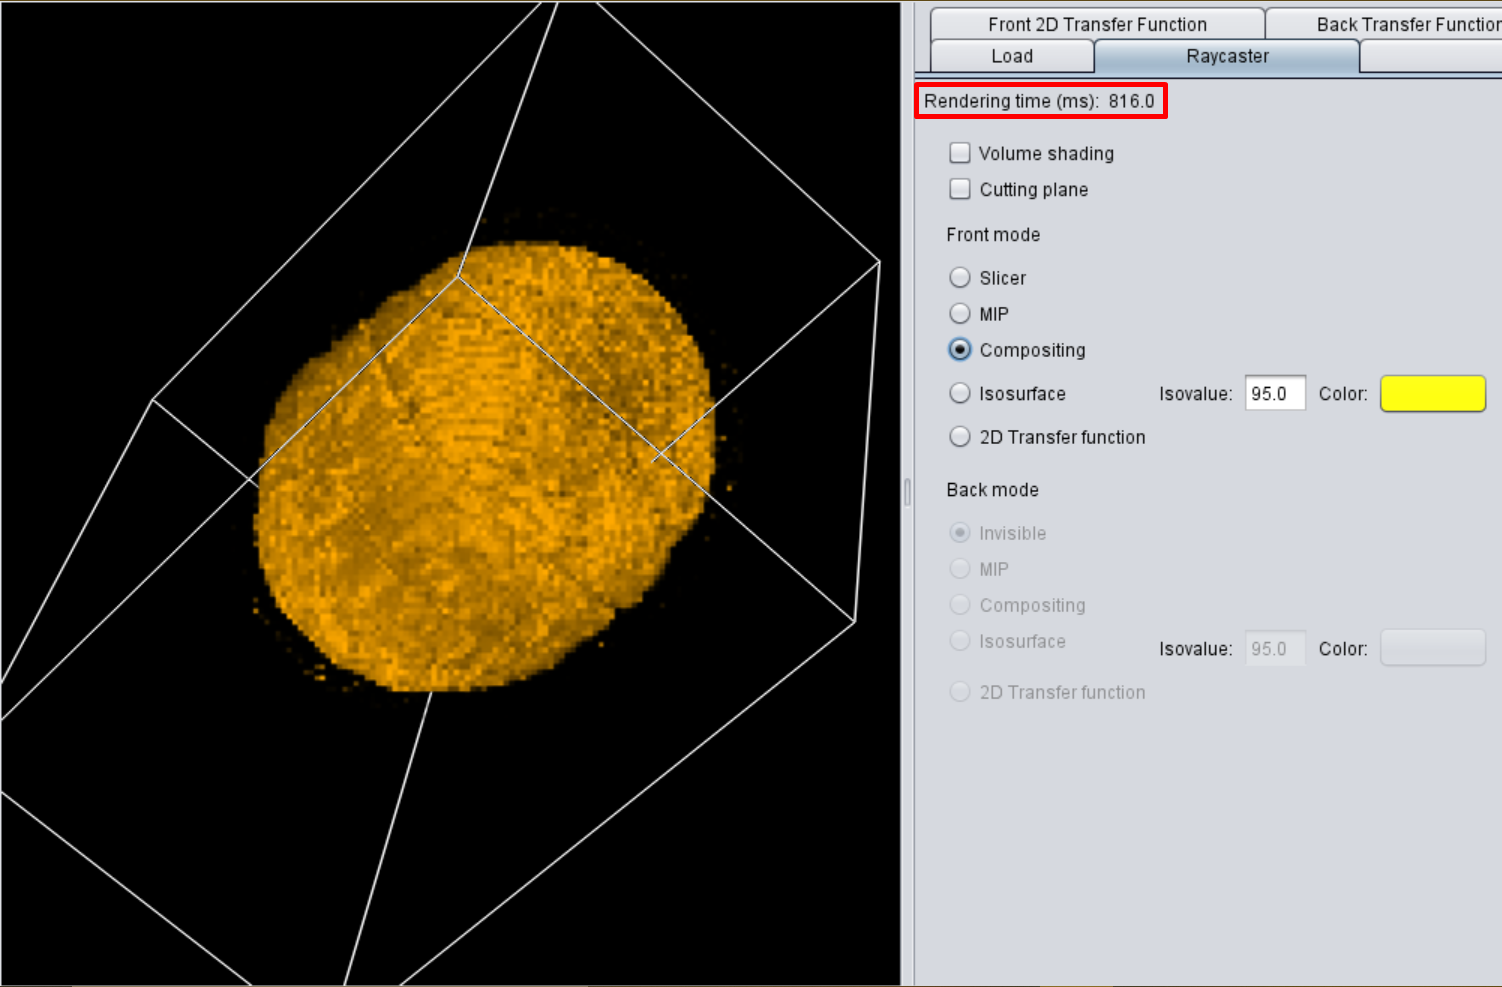 Front 2D Transfer Function
Back Transfer Function
Load
Raycaster
Rendering time (ms): 816.0
Volume shading
Cutting plane
Front mode
Slicer
MIP
Compositing
Isosurface Isovalue: 95.0 Color:
2D Transfer function
Back mode
Invisible
MIP
Compositing
Isosurface Isovalue: 95.0 Color:
2D Transfer function